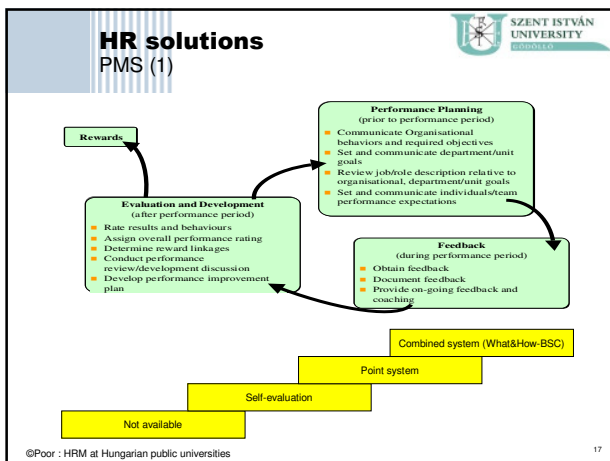 HR solutions
PMS (1)
SZENT ISTVÁN
UNIVERSITY
GÖDÖLLŐ
Rewards
Performance Planning
(prior to performance period)
Communicate Organisational
behaviors and required objectives
Set and communicate department/unit
goals
Review job/role description relative to
organisational, department/unit goals
Set and communicate individuals/team
performance expectations
Evaluation and Development
(after performance period)
Rate results and behaviours
Assign overall performance rating
Determine reward linkages
Conduct performance
review/development discussion
Develop performance improvement
plan
Feedback
(during performance period)
Obtain feedback
Document feedback
Provide on-going feedback and
coaching
Combined system (What&How-BSC)
Point system
Self-evaluation
Not available
©Poor : HRM at Hungarian public universities
17